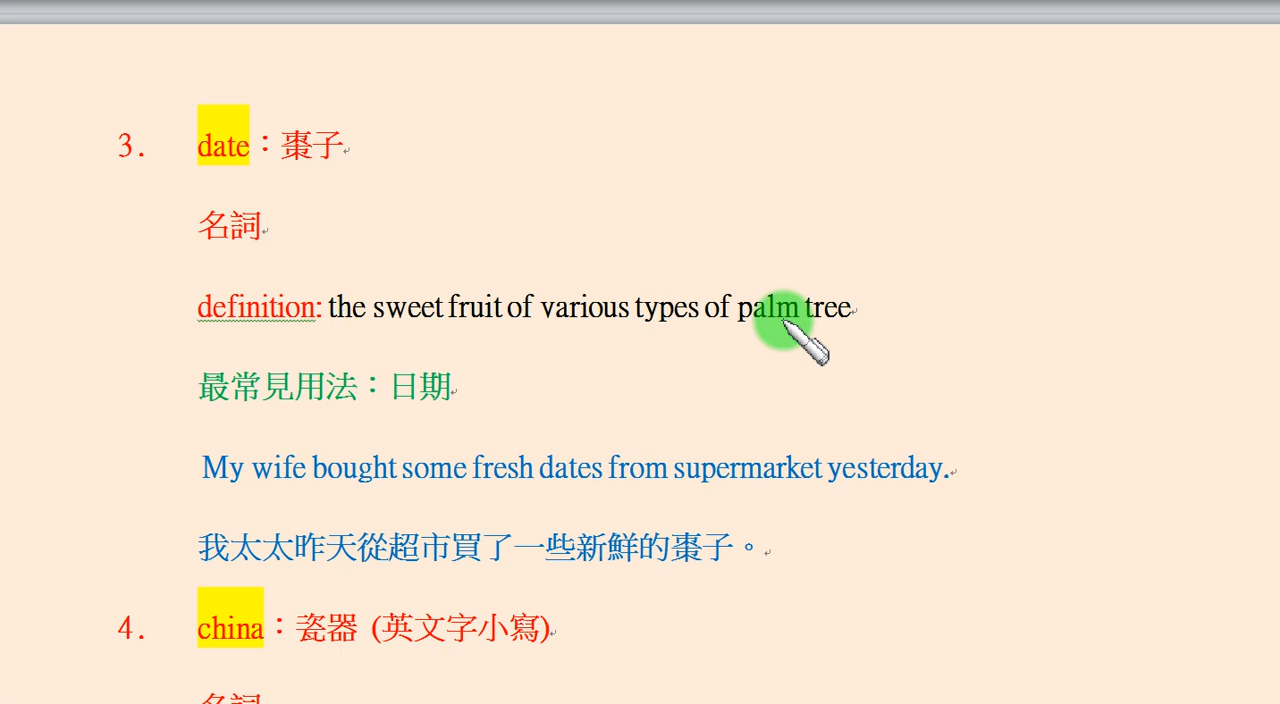 3. date：棗子
名詞
definition: the sweet fruit of various types of palm tree
最常見用法：日期
My wife bought some fresh dates from supermarket yesterday.
我太太昨天從超市買了一些新鮮的棗子。
4. china：瓷器 (英文字小寫)
名詞